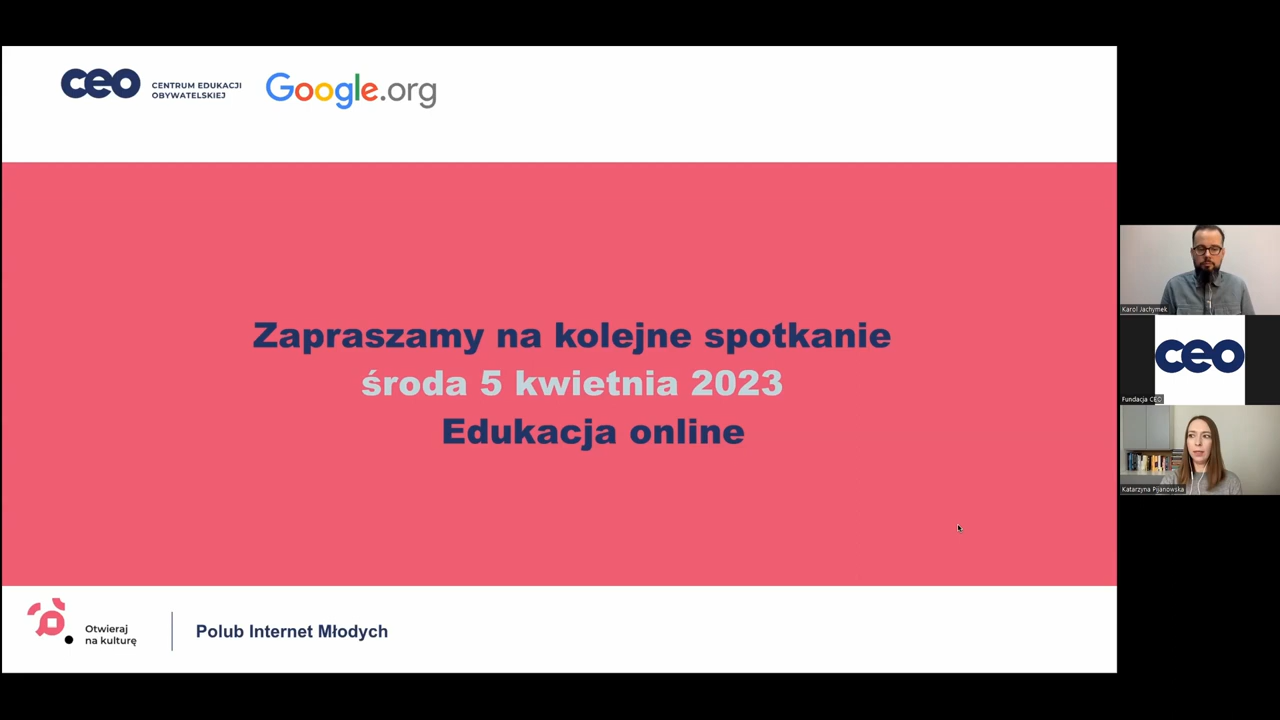 ceo CENTRUM EDUKACJI
OBYWATELSKIEJ
Google.org
Zapraszamy na kolejne spotkanie
środa 5 kwietnia 2023
Edukacja online
Otwieraj
na kulturę
Polub Internet Młodych
Karol Jachymek
ceo
Fundacja CEO
Katarzyna Pijanowska